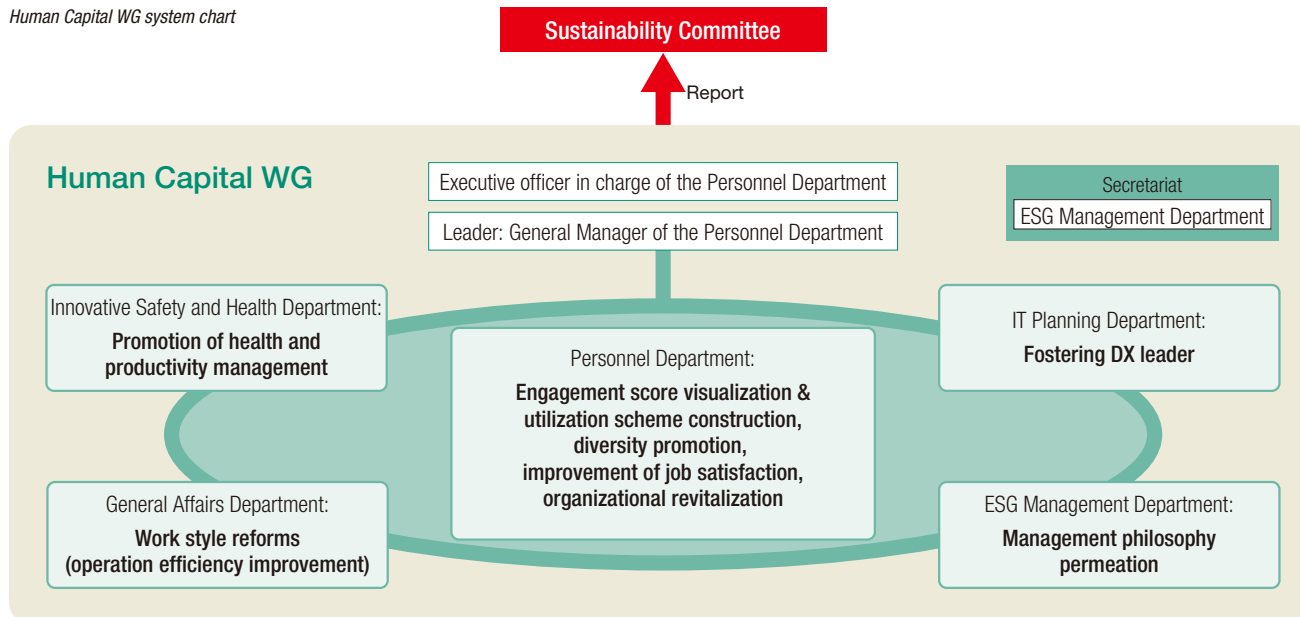 Human Capital WG system chart
Sustainability Committee
Report
Human Capital WG
Executive officer in charge of the Personnel Department
Leader: General Manager of the Personnel Department
Secretariat
ESG Management Department
Innovative Safety and Health Department:
Promotion of health and
productivity management
Personnel Department:
Engagement score visualization &
utilization scheme construction,
diversity promotion,
improvement of job satisfaction,
organizational revitalization
IT Planning Department:
Fostering DX leader
General Affairs Department:
Work style reforms
(operation efficiency improvement)
ESG Management Department:
Management philosophy
permeation